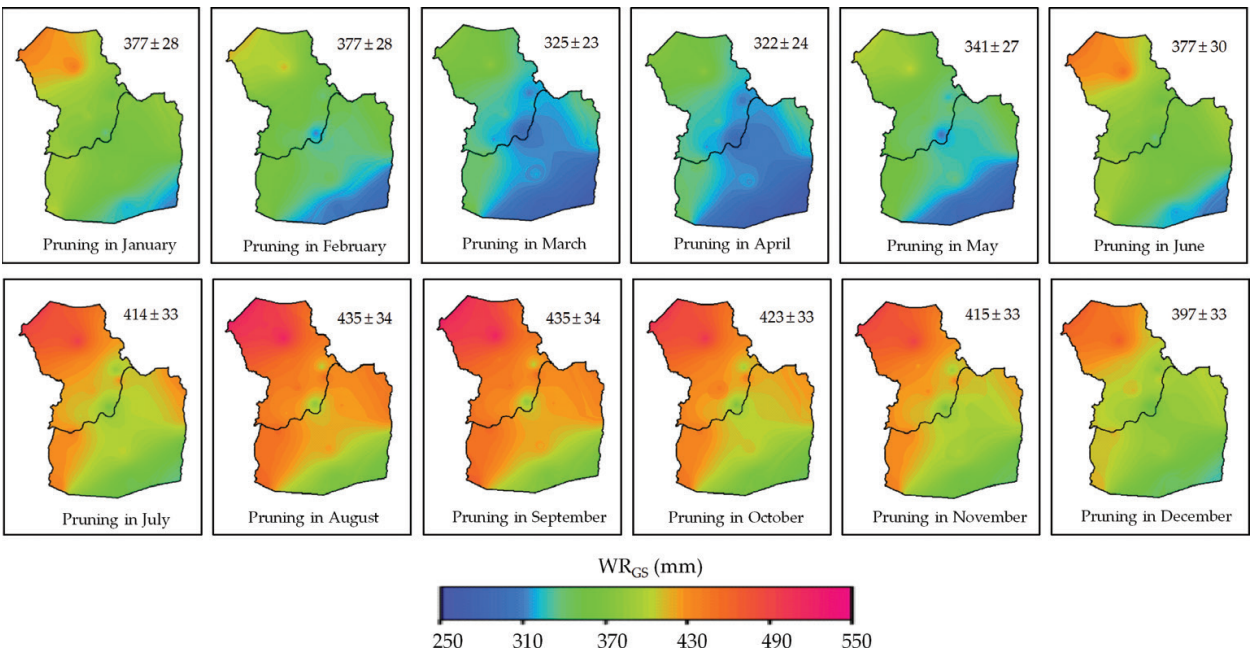 377 ± 28
Pruning in January
377 ± 28
Pruning in February
325 ± 23
Pruning in March
322 ± 24
Pruning in April
341 ± 27
Pruning in May
377 ± 30
Pruning in June
414 ± 33
Pruning in July
435 ± 34
Pruning in August
435 ± 34
Pruning in September
423 ± 33
Pruning in October
415 ± 33
Pruning in November
397 ± 33
Pruning in December
WR_GS (mm)
250 310 370 430 490 550